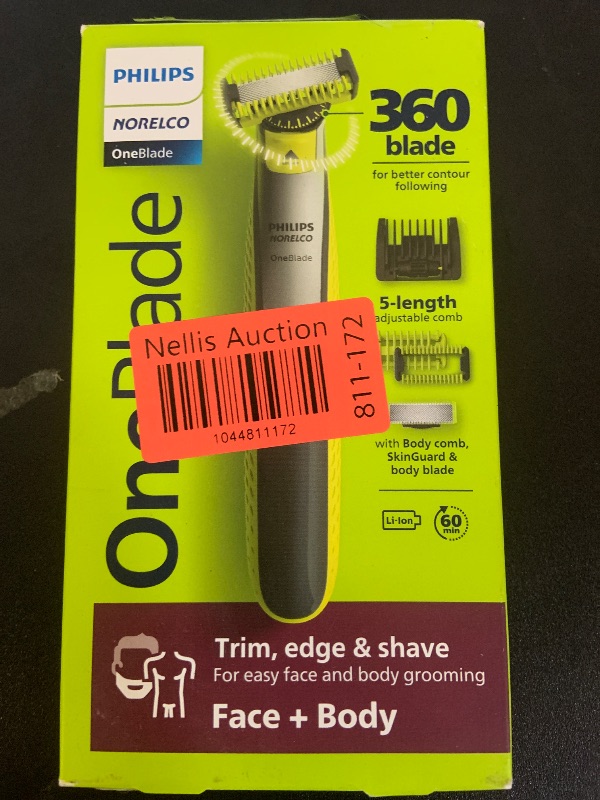 PHILIPS
NORELCO
OneBlade
360
blade
for better contour
following
PHILIPS
NORELCO
OneBlade
OneBlade
5-length
adjustable comb
Nellis Auction
1044811172
811-172
with Body comb,
SkinGuard &
body blade
Li-Ion
60
min
Trim, edge & shave
For easy face and body grooming
Face + Body